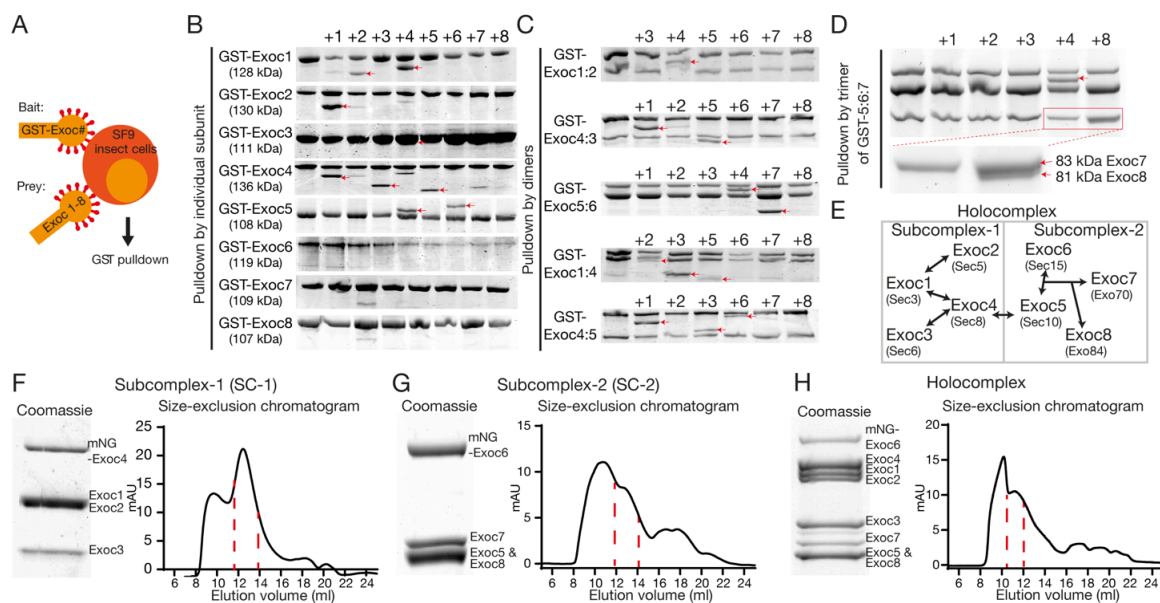 A
Bait:
GST-Exoc#
SF9
insect cells
Prey:
Exoc 1-8
GST pulldown
B
Pulldown by individual subunit
+1 +2 +3 +4 +5 +6 +7 +8
GST-Exoc1
(128 kDa)
GST-Exoc2
(130 kDa)
GST-Exoc3
(111 kDa)
GST-Exoc4
(136 kDa)
GST-Exoc5
(108 kDa)
GST-Exoc6
(119 kDa)
GST-Exoc7
(109 kDa)
GST-Exoc8
(107 kDa)
C
Pulldown by dimers
+3 +4 +5 +6 +7 +8
GST-
Exoc1:2
+1 +2 +5 +6 +7 +8
GST-
Exoc4:3
+1 +2 +3 +4 +7 +8
GST-
Exoc5:6
+2 +3 +5 +6 +7 +8
GST-
Exoc1:4
+1 +2 +3 +6 +7 +8
GST-
Exoc4:5
D
Pulldown by trimer
of GST-5:6:7
+1 +2 +3 +4 +8
83 kDa Exoc7
81 kDa Exoc8
E
Holocomplex
Subcomplex-1
Subcomplex-2
Exoc2
(Sec5)
Exoc1
(Sec3)
Exoc4
(Sec8)
Exoc3
(Sec6)
Exoc6
(Sec15)
Exoc7
(Exo70)
Exoc5
(Sec10)
Exoc8
(Exo84)
F
Subcomplex-1 (SC-1)
Coomassie
Size-exclusion chromatogram
mNG
-Exoc4
Exoc1
Exoc2
Exoc3
mAU
25
20
15
10
5
0
6 8 10 12 14 16 18 20 22 24
Elution volume (ml)
G
Subcomplex-2 (SC-2)
Coomassie
Size-exclusion chromatogram
mNG
-Exoc6
Exoc7
Exoc5 &
Exoc8
mAU
15
10
5
0
6 8 10 12 14 16 18 20 22 24
Elution volume (ml)
H
Holocomplex
Coomassie
Size-exclusion chromatogram
mNG-
Exoc6
Exoc4
Exoc1
Exoc2
Exoc3
Exoc7
Exoc5 &
Exoc8
mAU
20
15
10
5
0
6 8 10 12 14 16 18 20 22 24
Elution volume (ml)